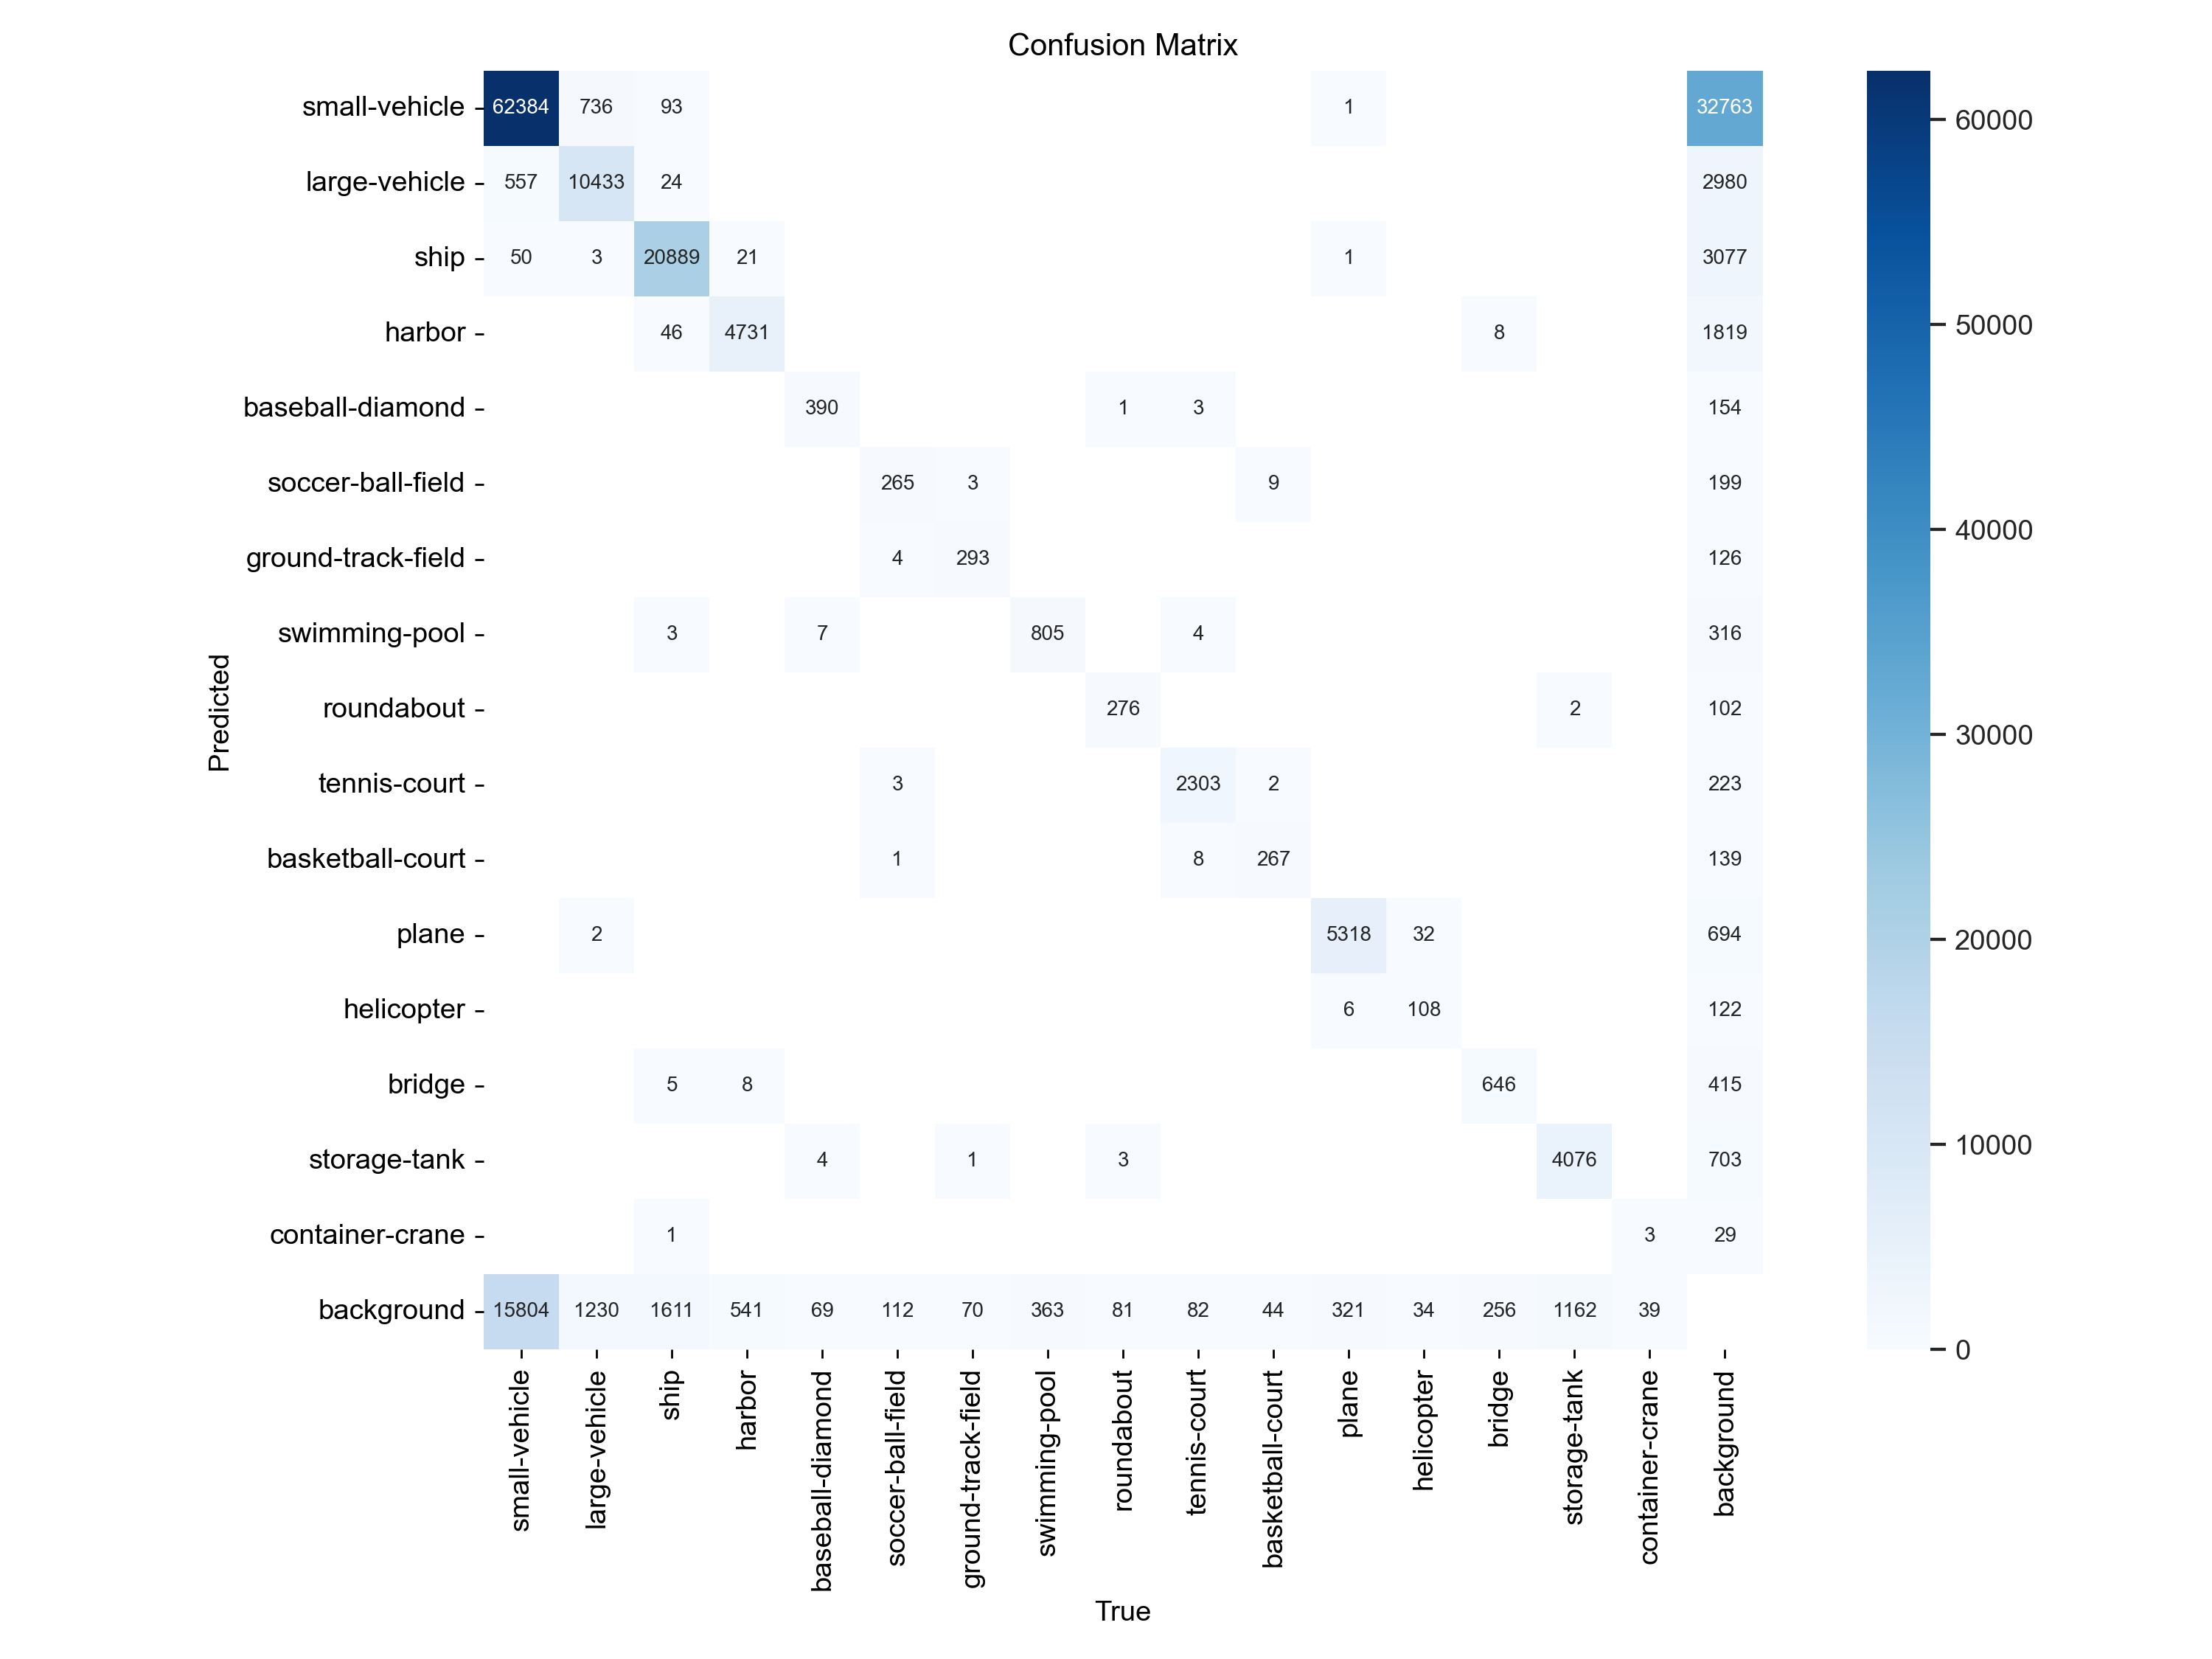 Confusion Matrix
small-vehicle 62384 736 93 1 32763 60000
large-vehicle 557 10433 24 2980
50000
ship 50 3 20889 21 1 3077
harbor 46 4731 8 1819
baseball-diamond 390 1 3 154 40000
soccer-ball-field 265 3 9 199
ground-track-field 4 293 126
30000
swimming-pool 3 7 805 4 316
Predicted
roundabout 276 2 102
tennis-court 3 2303 2 223
basketball-court 1 8 267 139
20000
plane 2 5318 32 694
helicopter 6 108 122
bridge 5 8 646 415
10000
storage-tank 4 1 3 4076 703
container-crane 1 3 29
background 15804 1230 1611 541 69 112 70 363 81 82 44 321 34 256 1162 39
0
small-vehicle
large-vehicle
ship
harbor
baseball-diamond
soccer-ball-field
ground-track-field
swimming-pool
roundabout
tennis-court
basketball-court
plane
helicopter
bridge
storage-tank
container-crane
background
True